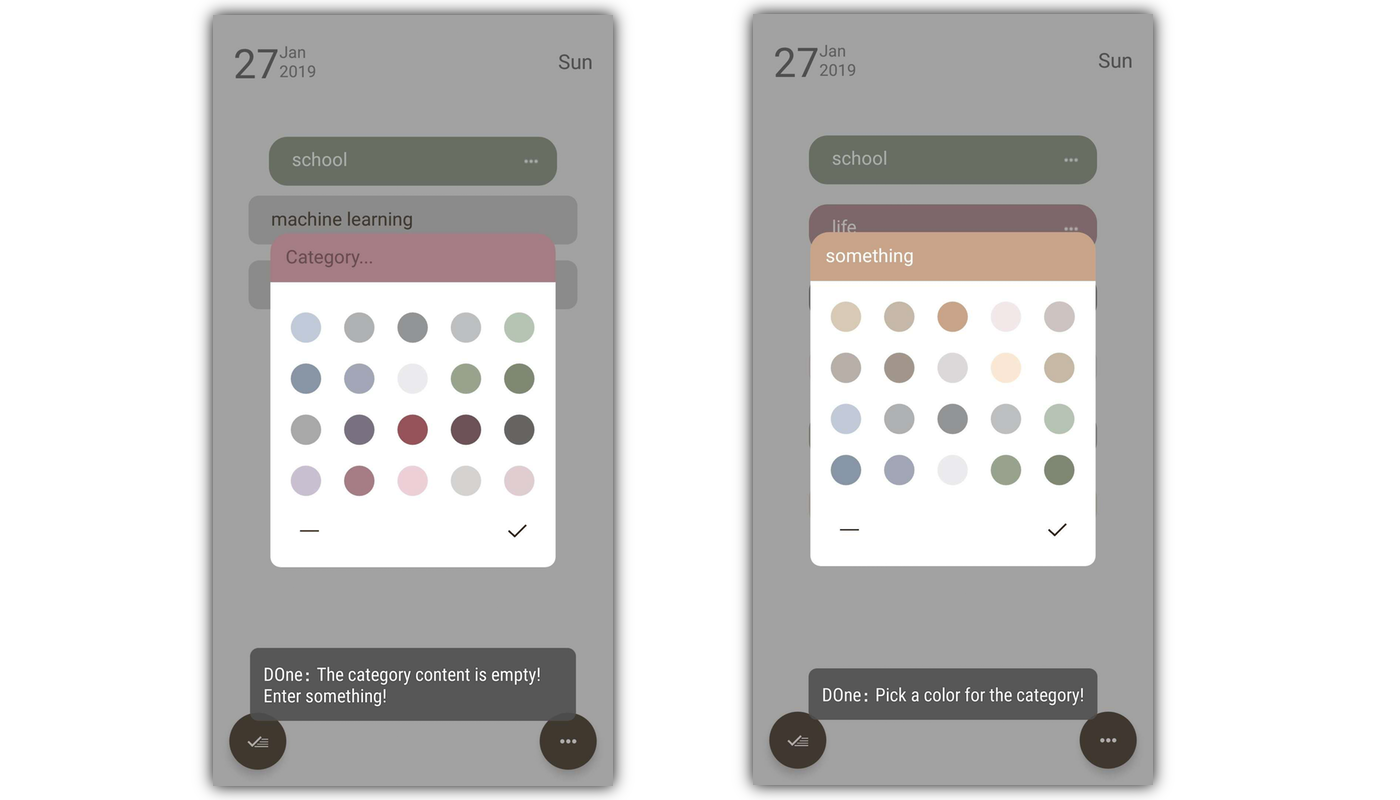 27 Jan
2019
Sun
school
machine learning
Category...
DOne: The category content is empty!
Enter something!
27 Jan
2019
Sun
school
life
something
DOne: Pick a color for the category!